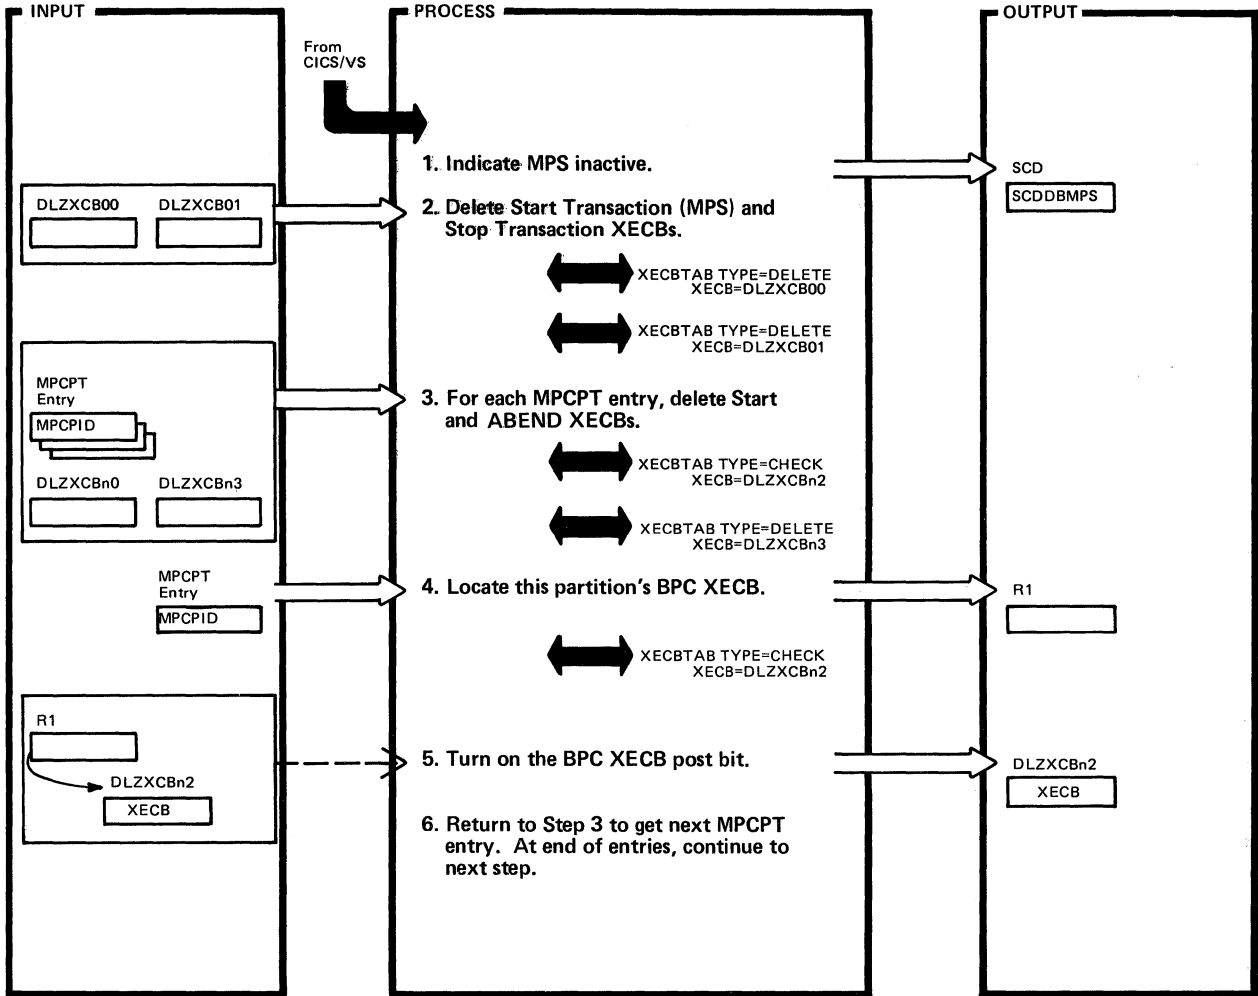 INPUT
PROCESS
OUTPUT
From
CICS/VS
1. Indicate MPS inactive.
SCD
SCDDBMPS
DLZXCB00 DLZXCB01
2. Delete Start Transaction (MPS) and
Stop Transaction XECBs.
XECBTAB TYPE=DELETE
XECB=DLZXCB00
XECBTAB TYPE=DELETE
XECB=DLZXCB01
MPCPT
Entry
MPCPID
DLZXCBn0 DLZXCBn3
3. For each MPCPT entry, delete Start
and ABEND XECBs.
XECBTAB TYPE=CHECK
XECB=DLZXCBn2
XECBTAB TYPE=DELETE
XECB=DLZXCBn3
MPCPT
Entry
MPCPID
4. Locate this partition's BPC XECB.
R1
XECBTAB TYPE=CHECK
XECB=DLZXCBn2
R1
DLZXCBn2
XECB
5. Turn on the BPC XECB post bit.
DLZXCBn2
XECB
6. Return to Step 3 to get next MPCPT
entry. At end of entries, continue to
next step.